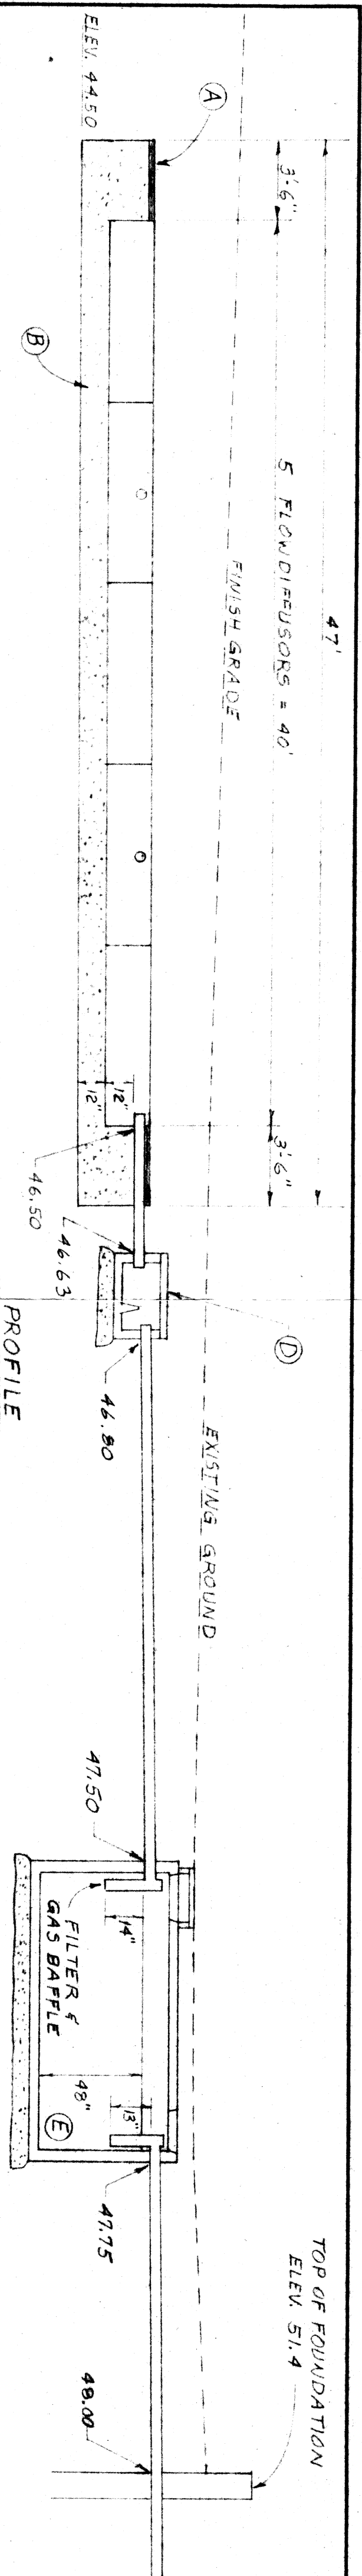 47'
3'-6"
5 FLOWDIFFUSORS = 40'
3'-6"
A
FINISH GRADE
ELEV. 44.50
B
12"
12"
46.50
46.63
D
46.80
EXISTING GROUND
PROFILE
47.50
FILTER &
GAS BAFFLE
14"
48"
13"
E
47.75
48.00
TOP OF FOUNDATION
ELEV. 51.4